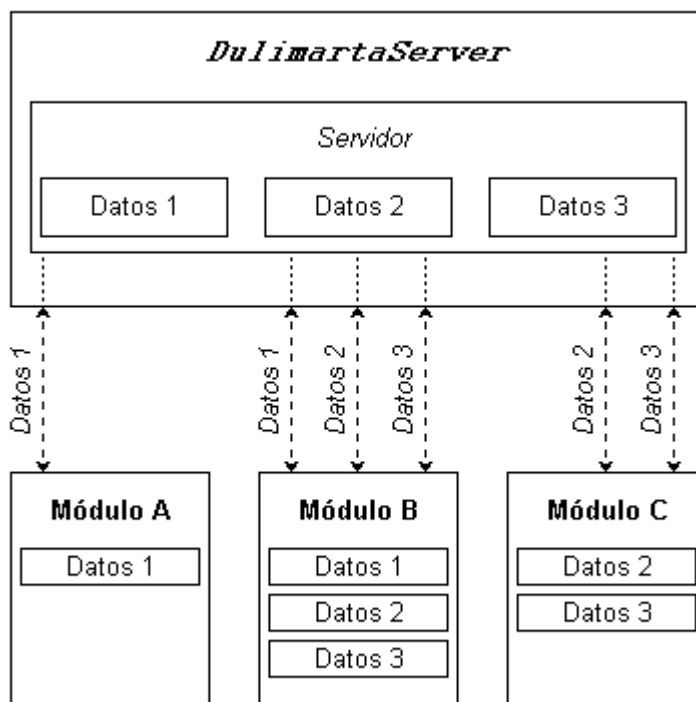 DulimartaServer
Servidor
Datos 1 Datos 2 Datos 3
Datos 1 Datos 1 Datos 2 Datos 3 Datos 2 Datos 3
Módulo A Módulo B Módulo C
Datos 1 Datos 1 Datos 2
Datos 2 Datos 3
Datos 3